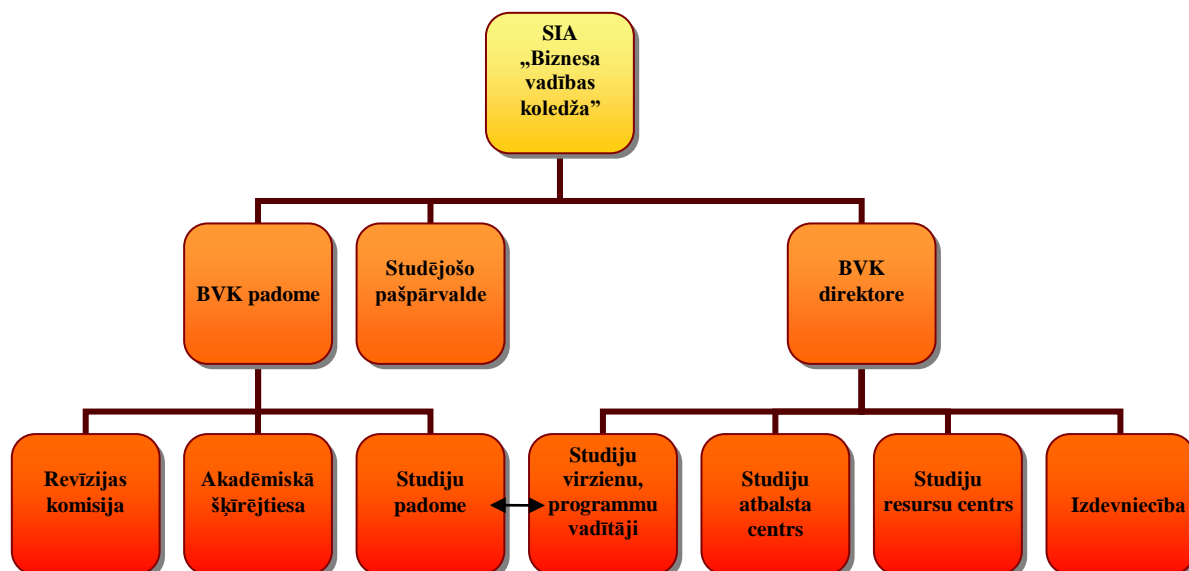 SIA
„Biznesa
vadības
koledža”
BVK padome
Studējošo
pašpārvalde
BVK
direktore
Revīzijas
komisija
Akadēmiskā
šķīrējtiesa
Studiju
padome
Studiju
virzienu,
programmu
vadītāji
Studiju
atbalsta
centrs
Studiju
resursu centrs
Izdevniecība